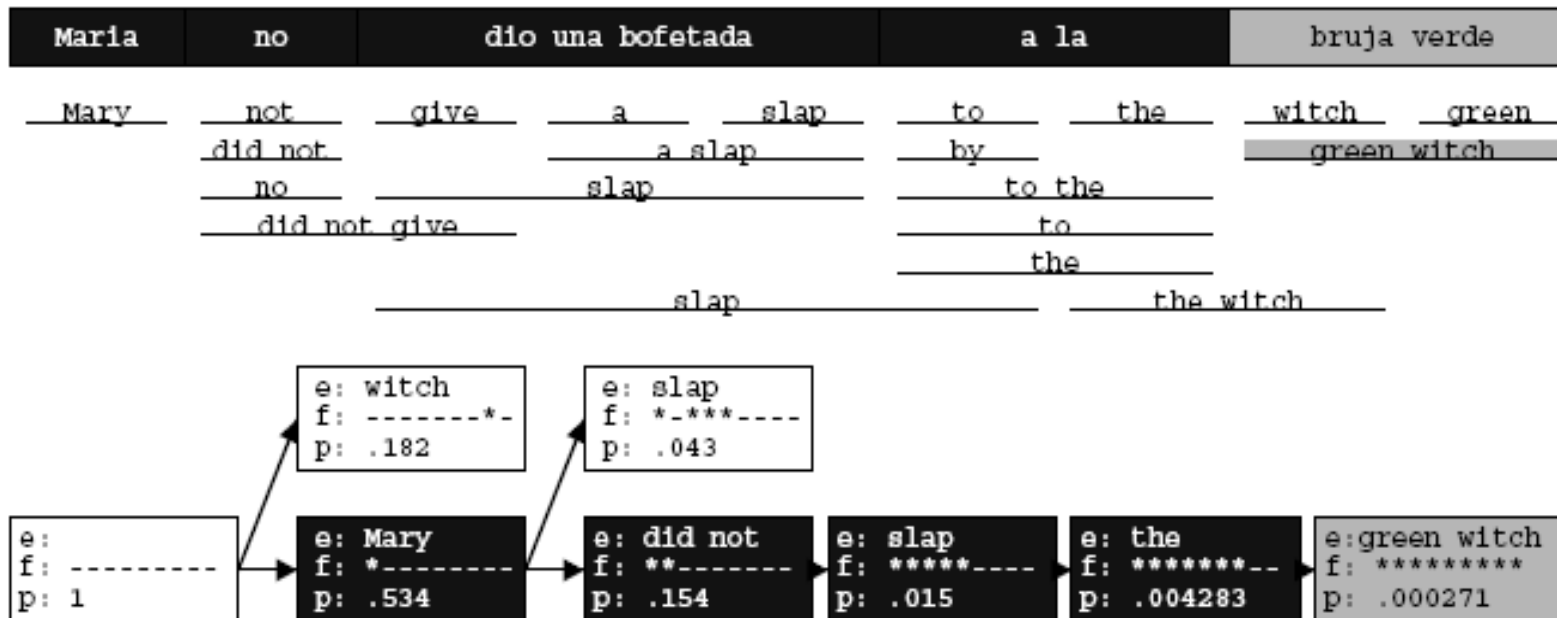 Maria no dio una bofetada a la bruja verde
Mary not give a slap to the witch green
did not a slap by green witch
no slap to the
did not give to
the
slap the witch
e: witch
f: -------*-
p: .182
e: slap
f: *-***----
p: .043
e:
f: ---------
p: 1
e: Mary
f: *--------
p: .534
e: did not
f: **-------
p: .154
e: slap
f: *****----
p: .015
e: the
f: *******--
p: .004283
e:green witch
f: *********
p: .000271